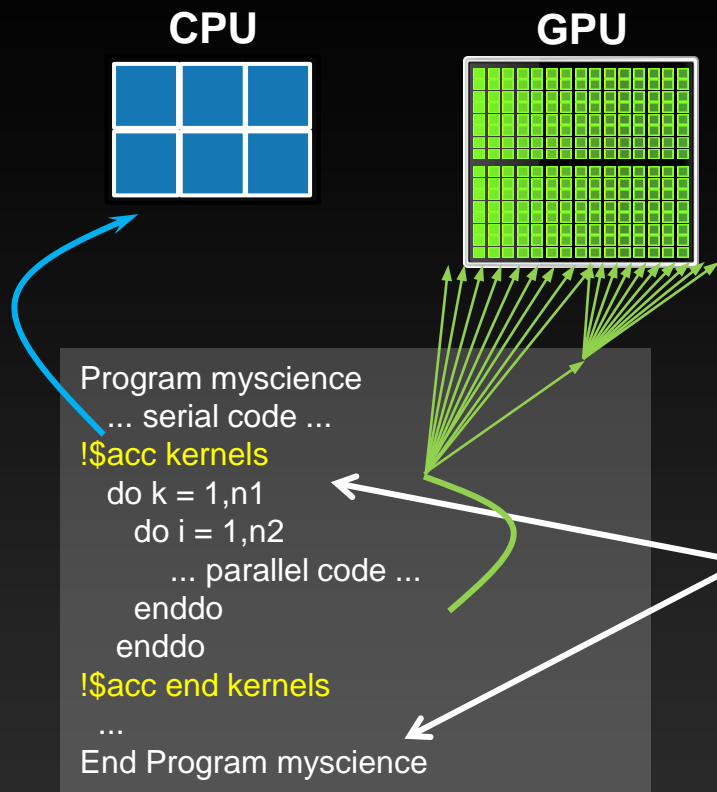 CPU
GPU
Program myscience
... serial code ...
!$acc kernels
do k = 1,n1
do i = 1,n2
... parallel code ...
enddo
enddo
!$acc end kernels
...
End Program myscience